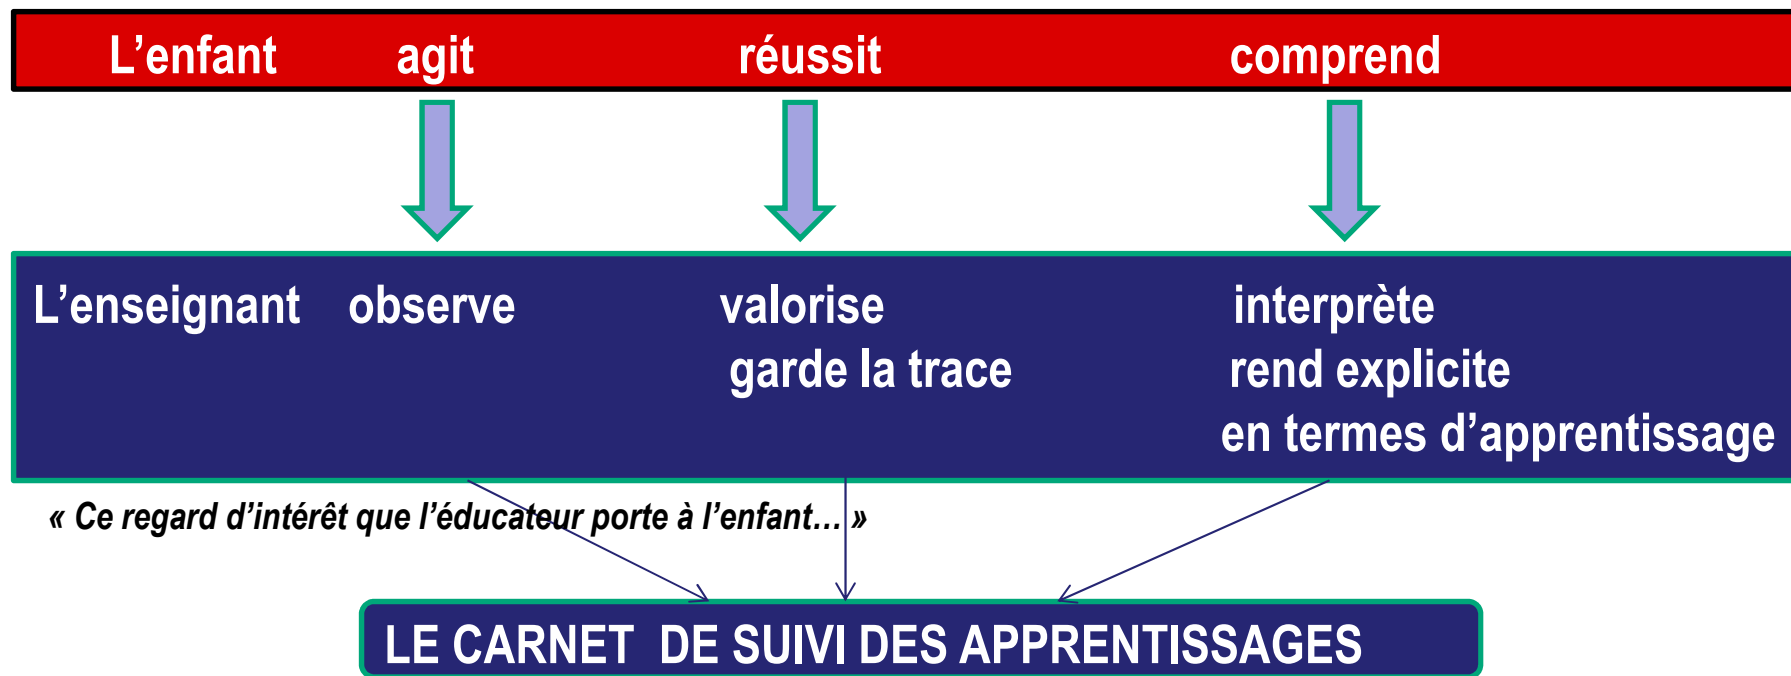 L’enfant agit réussit comprend
L’enseignant observe valorise interprète
garde la trace rend explicite
en termes d’apprentissage
« Ce regard d’intérêt que l’éducateur porte à l’enfant… »
LE CARNET DE SUIVI DES APPRENTISSAGES